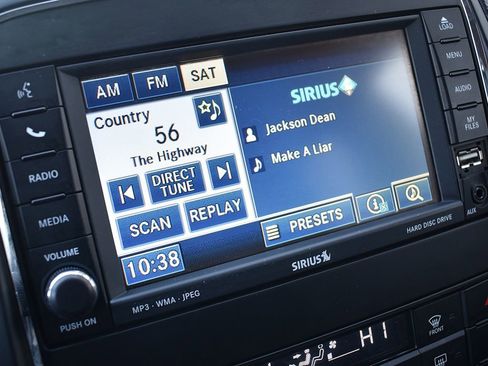 LOAD
AM FM SAT
MENU
Country
56
The Highway
SIRIUS
Jackson Dean
Make A Liar
AUDIO
MY FILES
RADIO
DIRECT TUNE
MEDIA
SCAN REPLAY
PRESETS
AUX
VOLUME
10:38
HARD DISC DRIVE
SIRIUS
MP3 · WMA · JPEG
PUSH ON
HI
FRONT